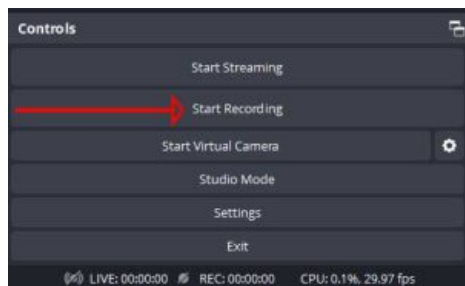 Controls
Start Streaming
Start Recording
Start Virtual Camera
Studio Mode
Settings
Exit
LIVE: 00:00:00 REC: 00:00:00 CPU: 0.1%, 29.97 fps